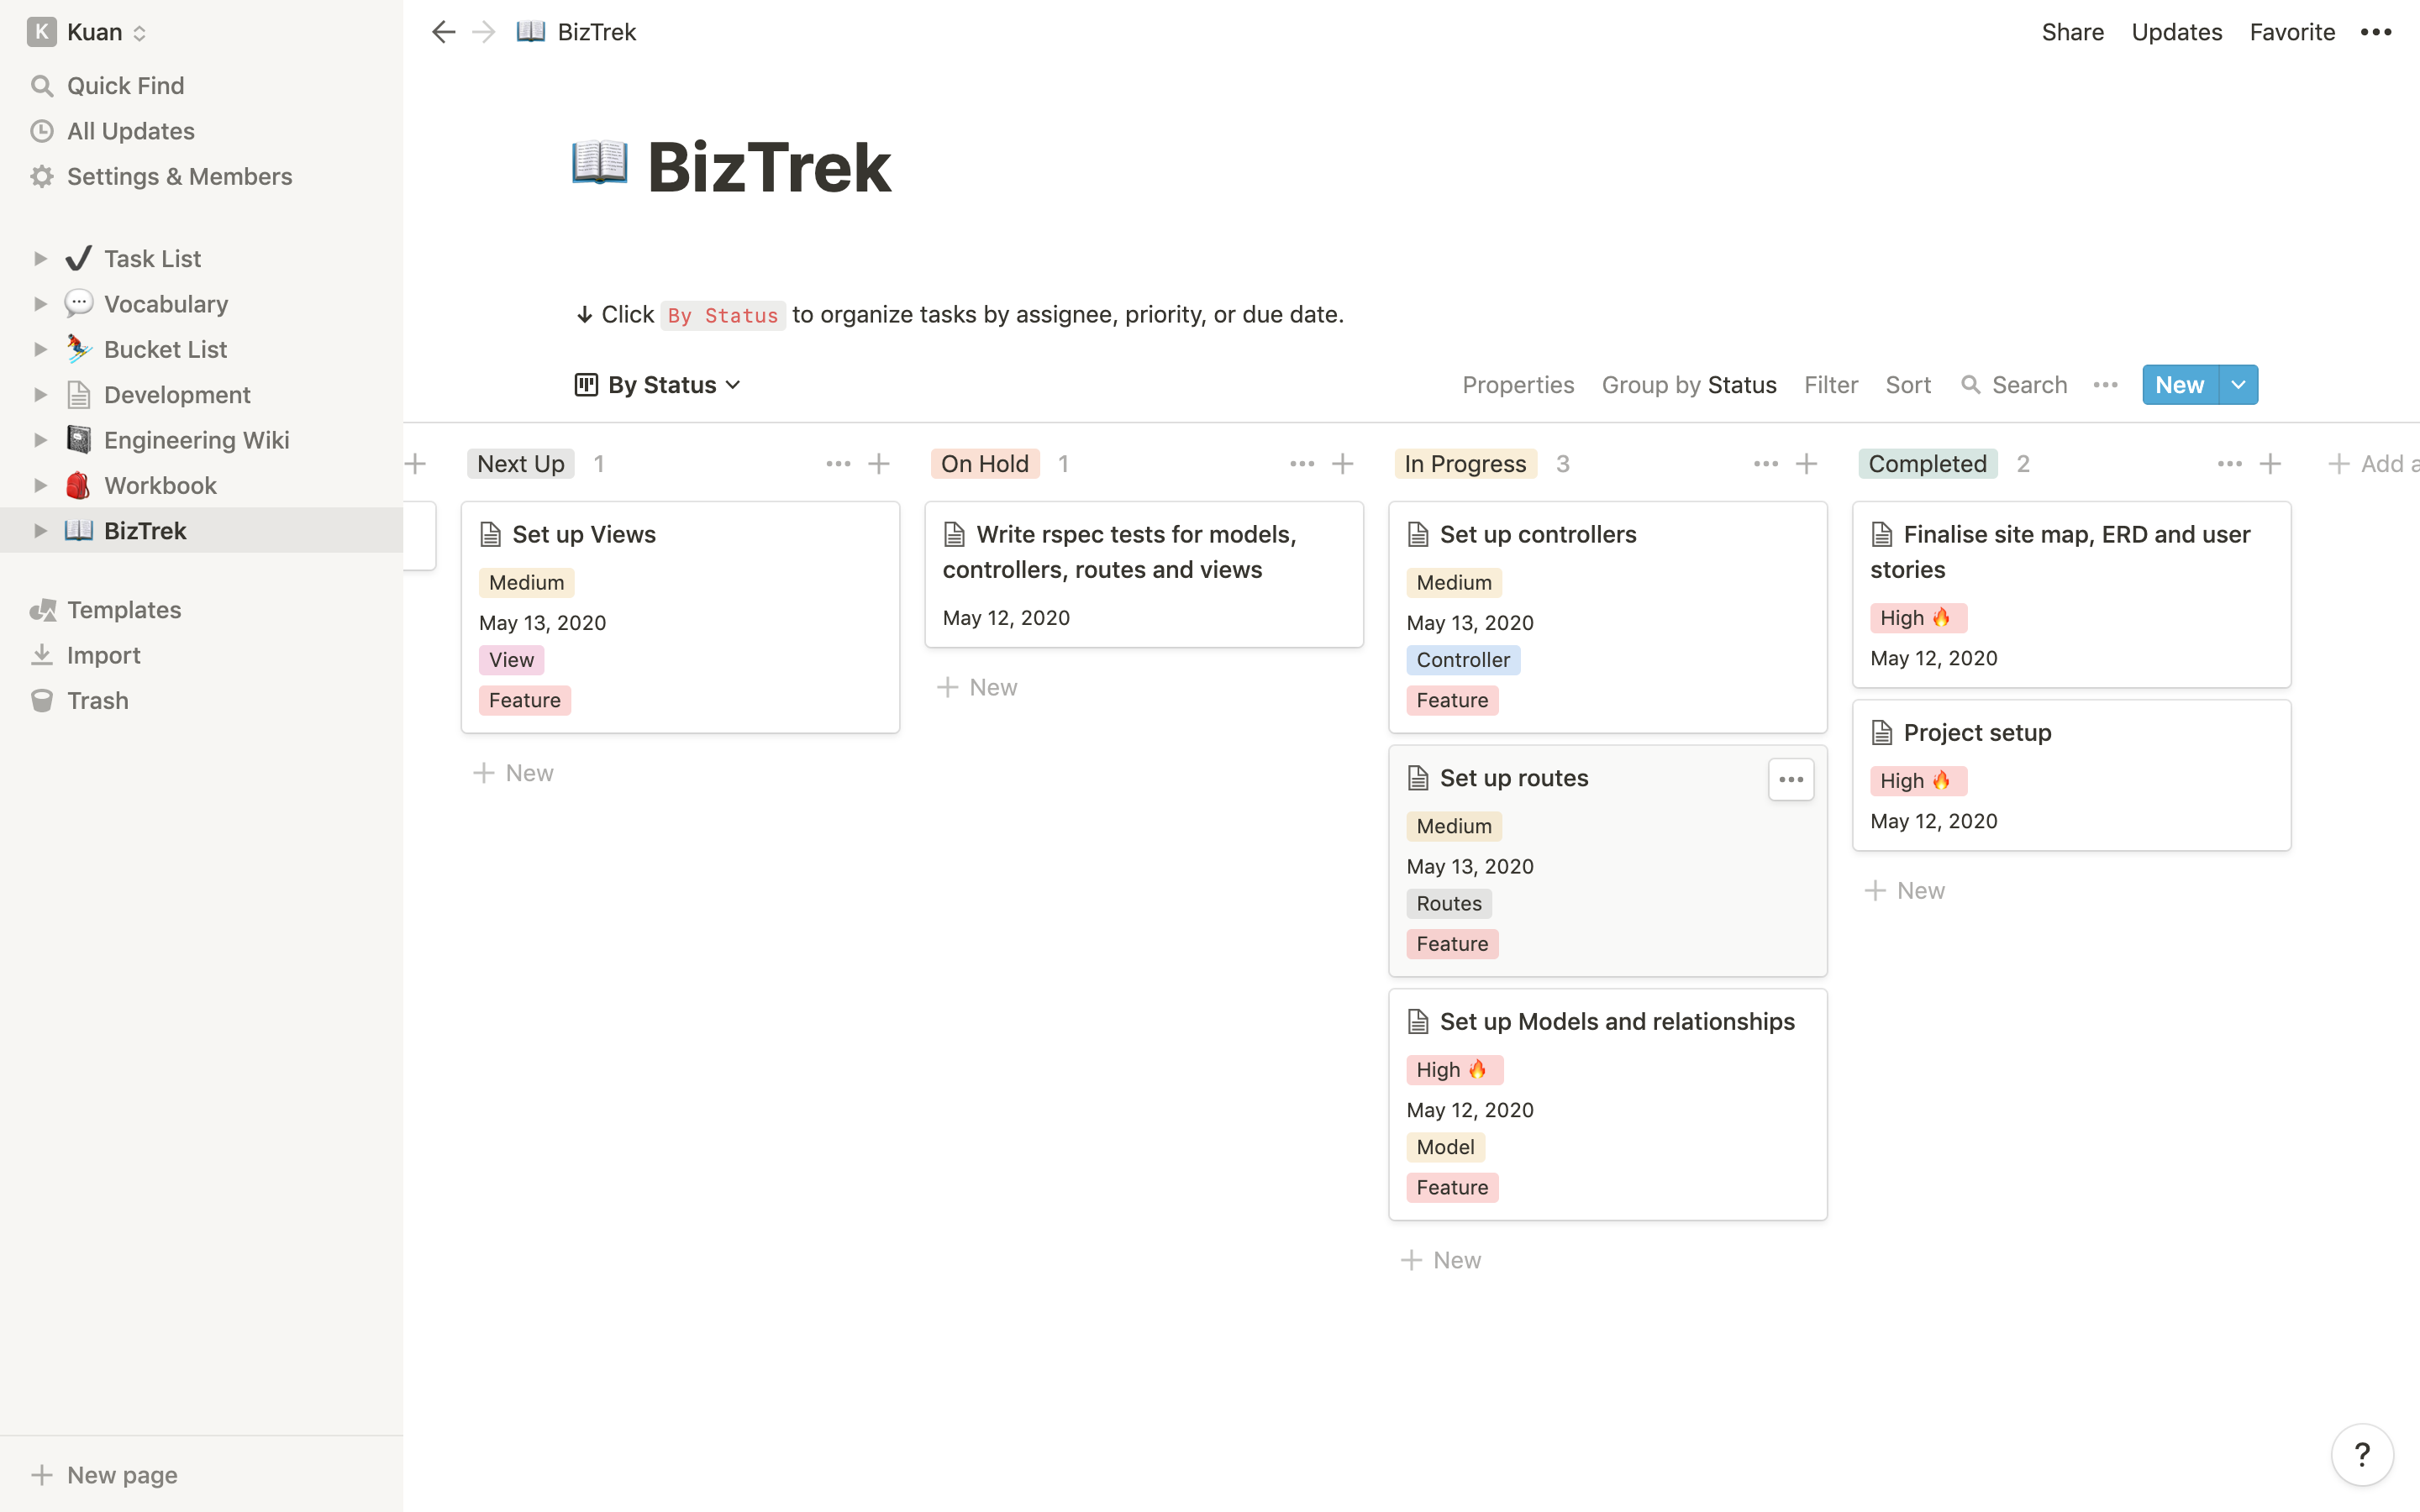 K Kuan
Quick Find
All Updates
Settings & Members
Task List
Vocabulary
Bucket List
Development
Engineering Wiki
Workbook
BizTrek
Templates
Import
Trash
New page
BizTrek
Share Updates Favorite
BizTrek
↓ Click By Status to organize tasks by assignee, priority, or due date.
By Status
Properties Group by Status Filter Sort Search New
Next Up 1
Set up Views
Medium
May 13, 2020
View
Feature
New
On Hold 1
Write rspec tests for models,
controllers, routes and views
May 12, 2020
New
In Progress 3
Set up controllers
Medium
May 13, 2020
Controller
Feature
Set up routes
Medium
May 13, 2020
Routes
Feature
Set up Models and relationships
High 🔥
May 12, 2020
Model
Feature
New
Completed 2
Finalise site map, ERD and user
stories
High 🔥
May 12, 2020
Project setup
High 🔥
May 12, 2020
New
Add a
?